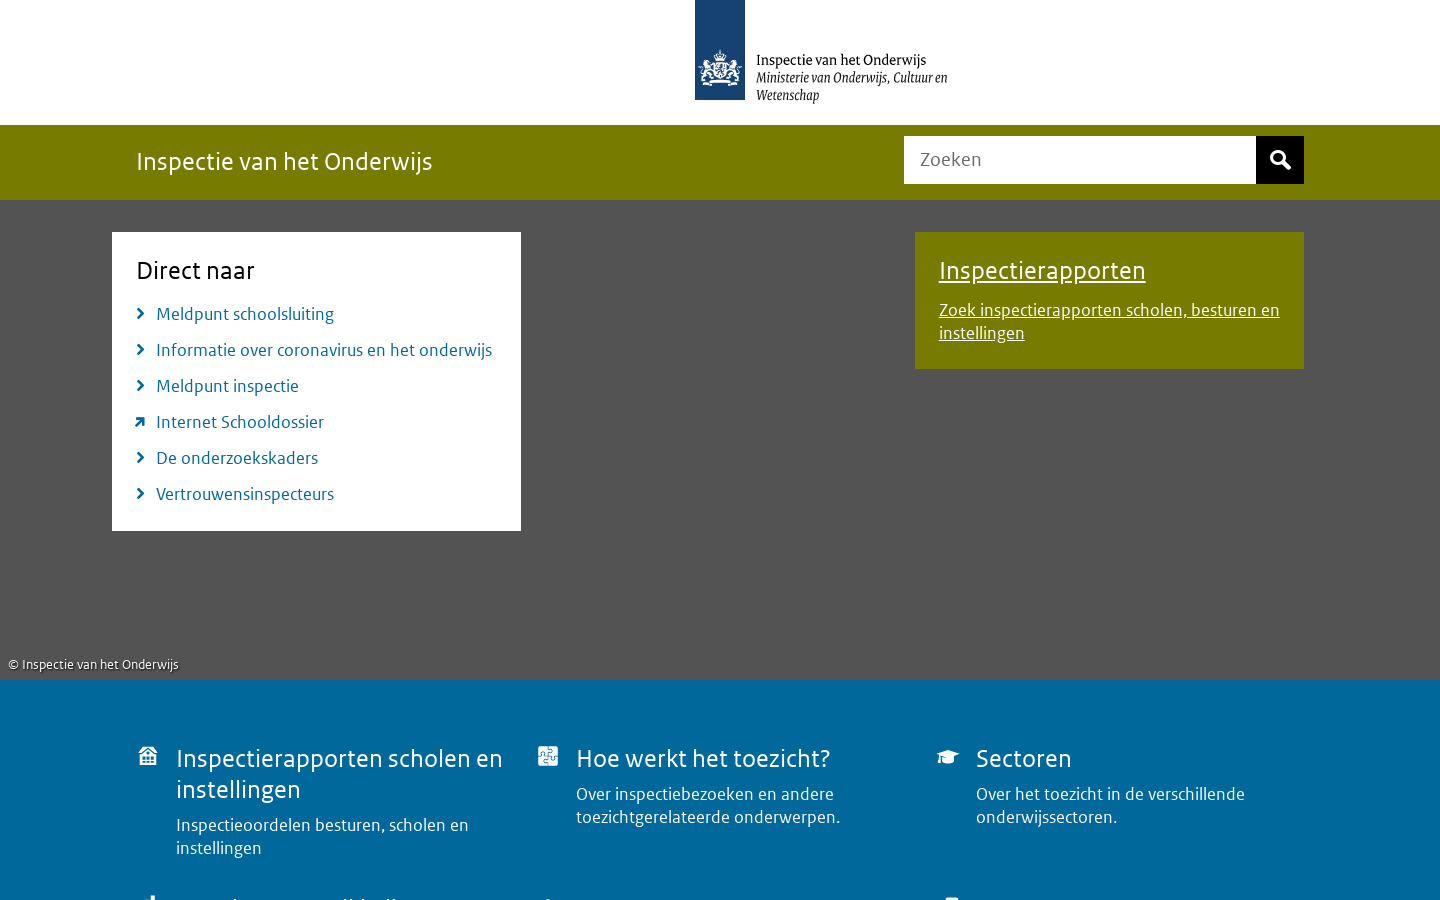 Inspectie van het Onderwijs
Ministerie van Onderwijs, Cultuur en
Wetenschap
Inspectie van het Onderwijs
Zoeken
Direct naar
Meldpunt schoolsluiting
Informatie over coronavirus en het onderwijs
Meldpunt inspectie
Internet Schooldossier
De onderzoekskaders
Vertrouwensinspecteurs
Inspectierapporten
Zoek inspectierapporten scholen, besturen en
instellingen
© Inspectie van het Onderwijs
Inspectierapporten scholen en
instellingen
Inspectieoordelen besturen, scholen en
instellingen
Hoe werkt het toezicht?
Over inspectiebezoeken en andere
toezichtgerelateerde onderwerpen.
Sectoren
Over het toezicht in de verschillende
onderwijssectoren.